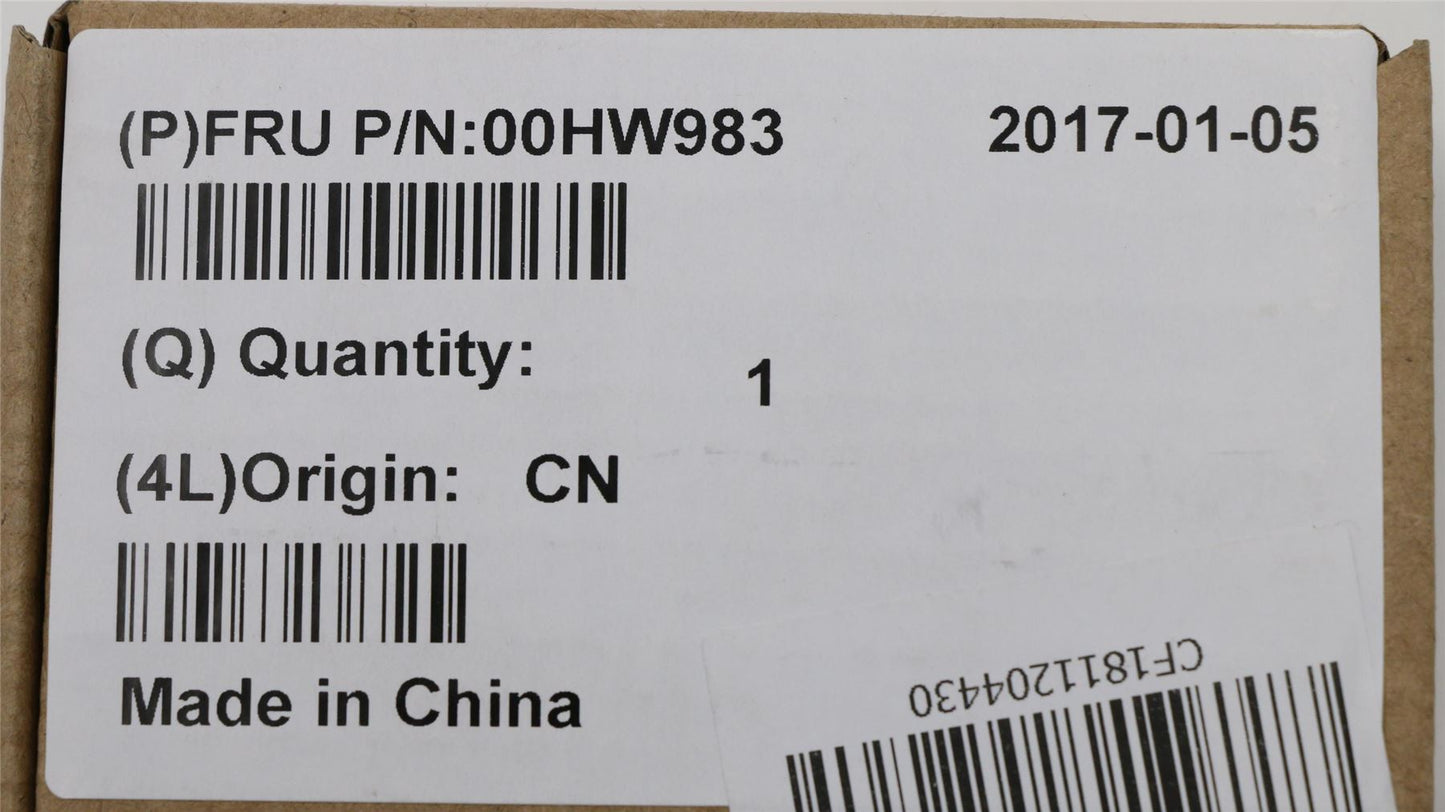 (P)FRU P/N:00HW983 2017-01-05
(Q) Quantity: 1
(4L)Origin: CN
Made in China
CF1811204430